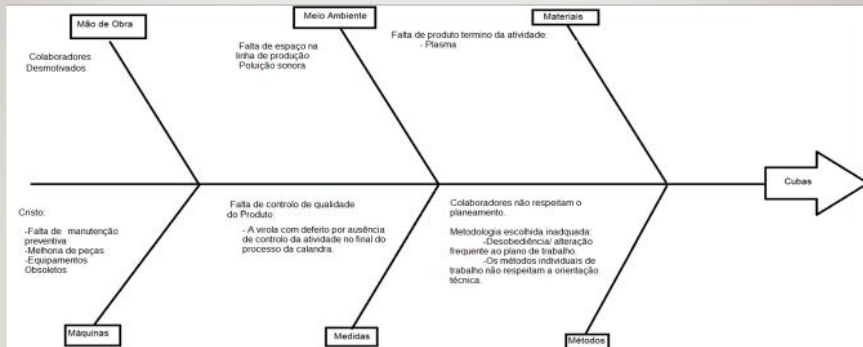 Mão de Obra
Meio Ambiente
Materiais
Colaboradores
Desmotivados
Falta de espaço na
linha de produção
Poluição sonora
Falta de produto termino da atividade:
- Plasma
Cubas
Cristo:
-Falta de manutenção
preventiva
-Melhoria de peças
-Equipamentos
Obsoletos
Falta de controlo de qualidade
do Produto:
- A virola com deferto por ausência
de controlo da atividade no final do
processo da calandra.
Colaboradores não respeitam o
planeamento.
Metodologia escolhida inadquada:
-Desobediência/ alteração
frequente ao plano de trabalho
-Os métodos individuais de
trabalho não respeitam a orientação
técnica.
Máquinas
Medidas
Métodos